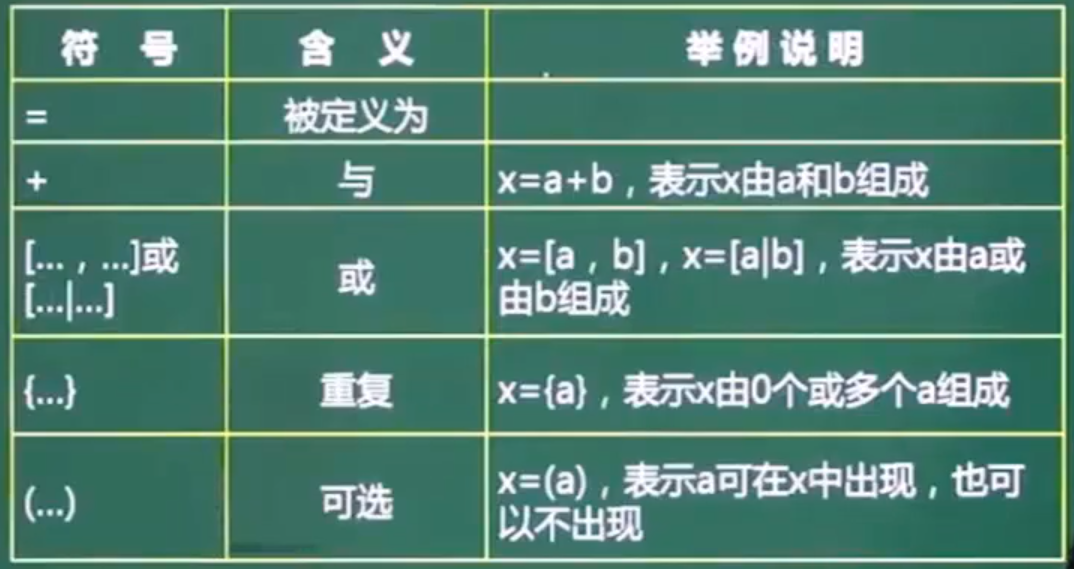 符 号 含 义 举例说明
= 被定义为
+ 与 x=a+b，表示x由a和b组成
[...，...]或
[...|...]
或
x=[a，b]，x=[a|b]，表示x由a或
由b组成
{...} 重复 x={a}，表示x由0个或多个a组成
(...) 可选
x=(a)，表示a可在x中出现，也可
以不出现